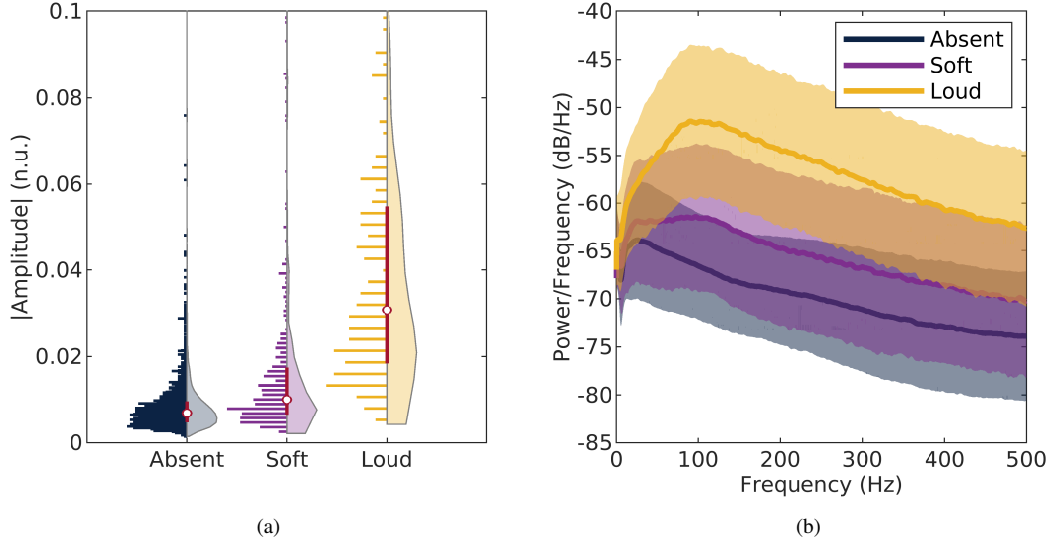 0.1
0.08
0.06
0.04
0.02
0
|Amplitude| (n.u.)
Absent
Soft
Loud
(a)
-40
-45
-50
-55
-60
-65
-70
-75
-80
-85
Power/Frequency (dB/Hz)
Absent
Soft
Loud
0
100
200
300
400
500
Frequency (Hz)
(b)